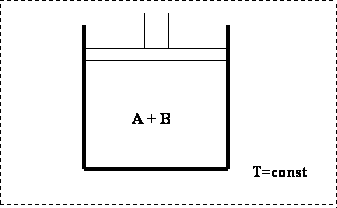 A + B
T=const